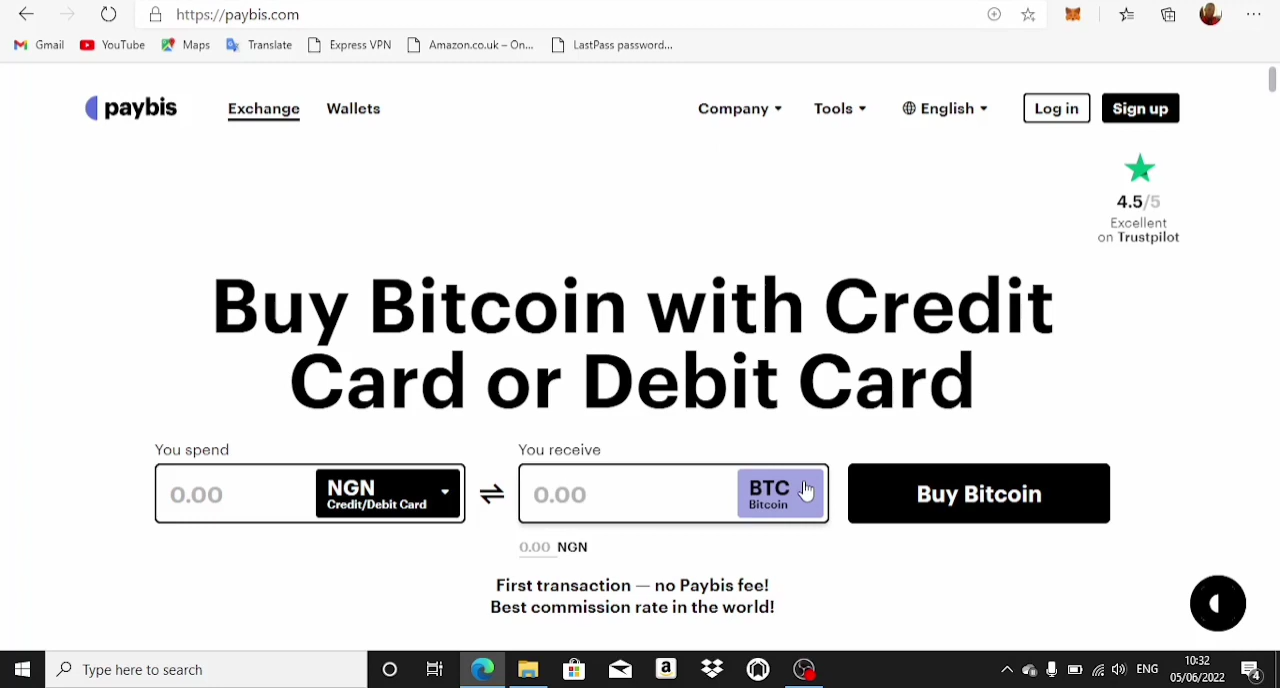 https://paybis.com
Gmail YouTube Maps Translate Express VPN Amazon.co.uk – On... LastPass password...
paybis Exchange Wallets Company Tools English Log in Sign up
4.5/5
Excellent
on Trustpilot
Buy Bitcoin with Credit
Card or Debit Card
You spend You receive
0.00 NGN Credit/Debit Card 0.00 BTC Bitcoin Buy Bitcoin
0.00 NGN
First transaction — no Paybis fee!
Best commission rate in the world!
Type here to search ENG 10:32 05/06/2022 4